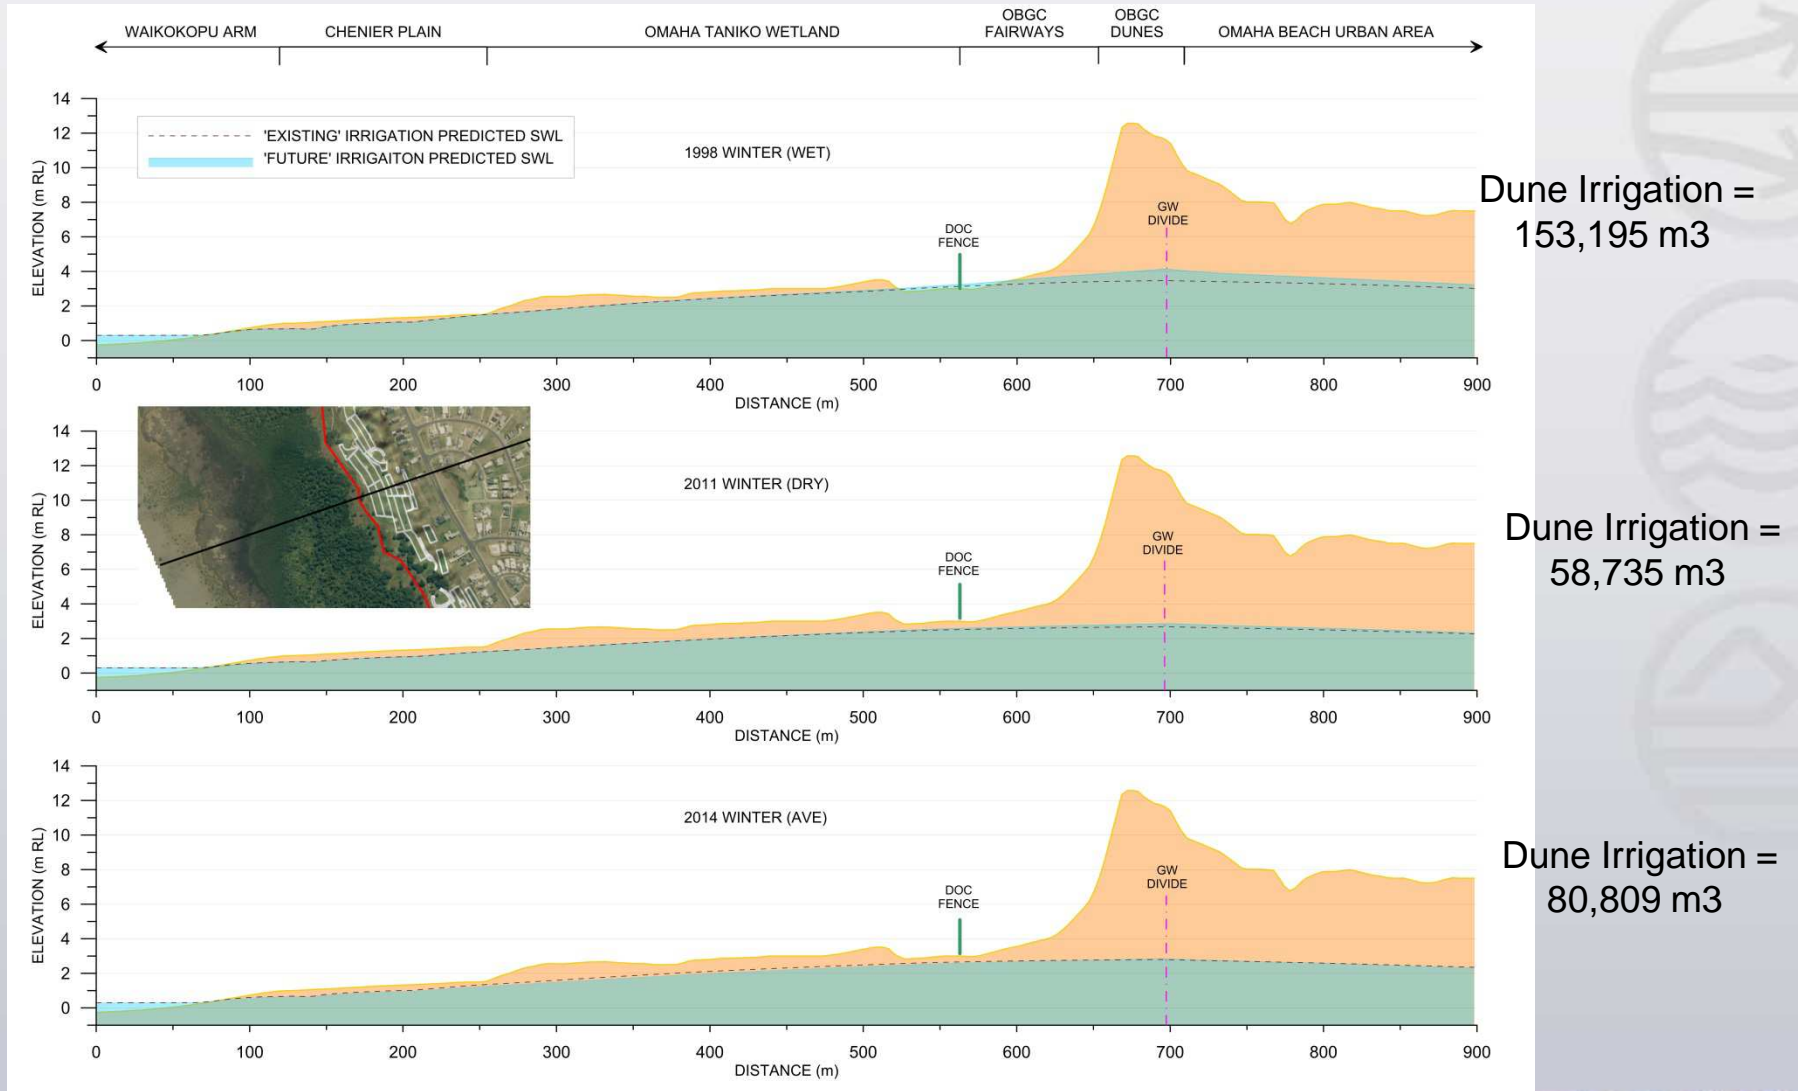 WAIKOKOPU ARM
CHENIER PLAIN
OMAHA TANIKO WETLAND
OBGC
FAIRWAYS
OBGC
DUNES
OMAHA BEACH URBAN AREA
14
12
10
8
6
4
2
0
ELEVATION (m RL)
'EXISTING' IRRIGATION PREDICTED SWL
'FUTURE' IRRIGAITON PREDICTED SWL
1998 WINTER (WET)
DOC
FENCE
GW
DIVIDE
0 100 200 300 400 500 600 700 800 900
DISTANCE (m)
Dune Irrigation =
153,195 m3
14
12
10
8
6
4
2
0
ELEVATION (m RL)
2011 WINTER (DRY)
DOC
FENCE
GW
DIVIDE
0 100 200 300 400 500 600 700 800 900
DISTANCE (m)
Dune Irrigation =
58,735 m3
14
12
10
8
6
4
2
0
ELEVATION (m RL)
2014 WINTER (AVE)
DOC
FENCE
GW
DIVIDE
0 100 200 300 400 500 600 700 800 900
DISTANCE (m)
Dune Irrigation =
80,809 m3